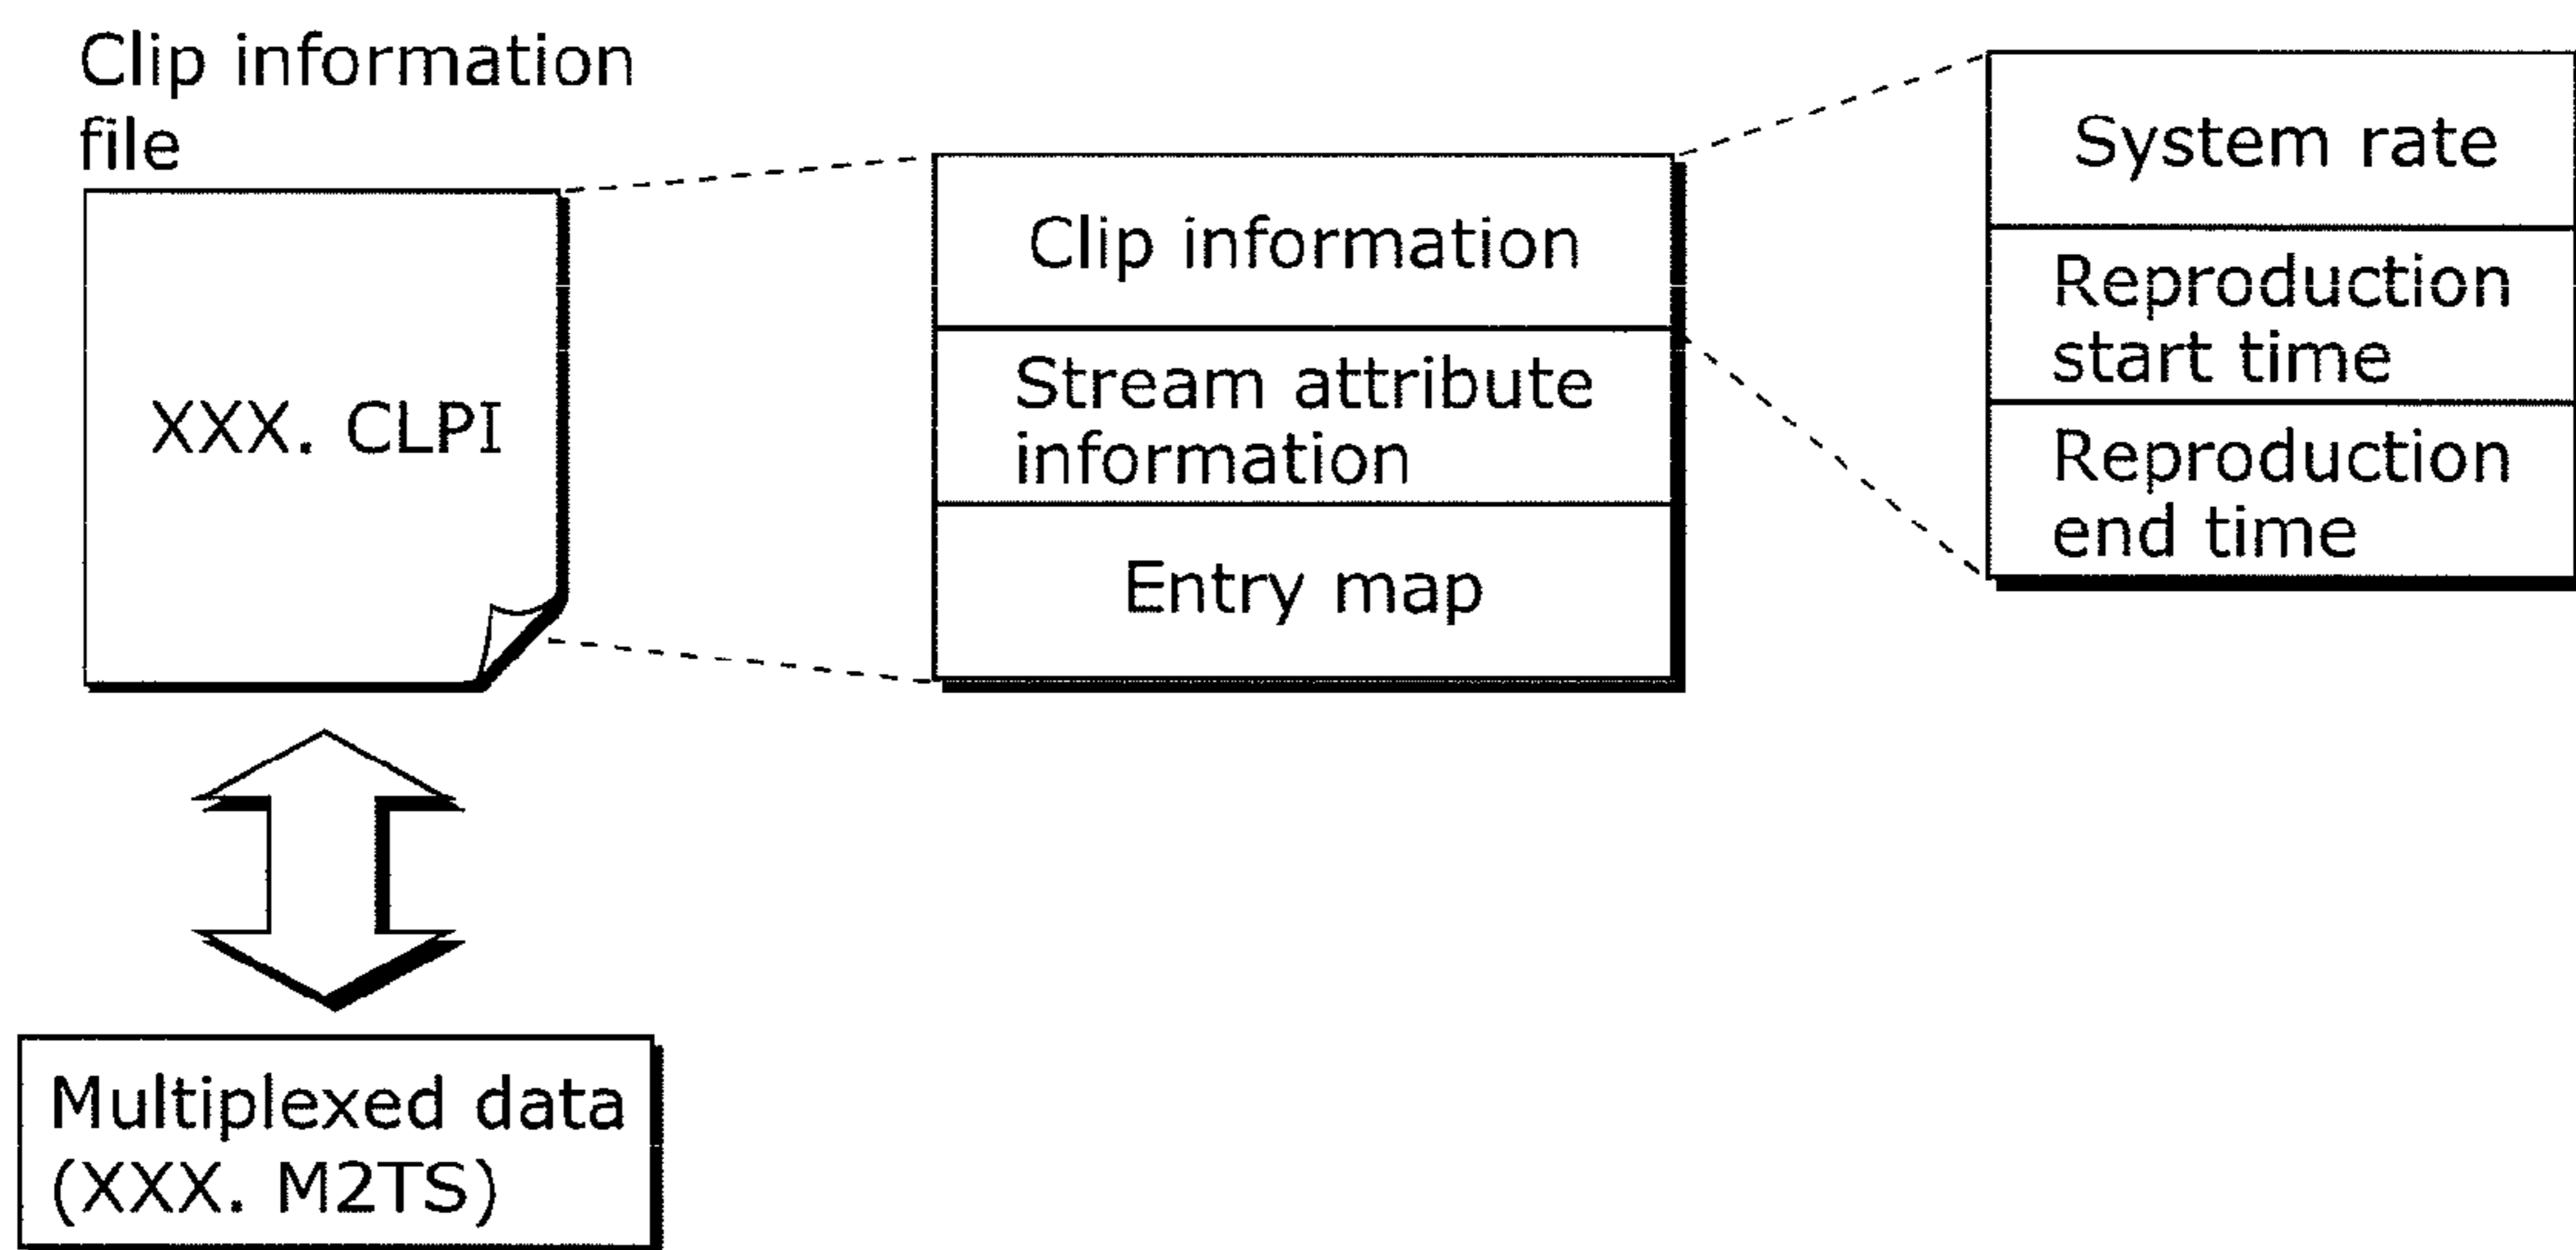 Clip information
file
XXX. CLPI
Clip information
Stream attribute
information
Entry map
System rate
Reproduction
start time
Reproduction
end time
Multiplexed data
(XXX. M2TS)